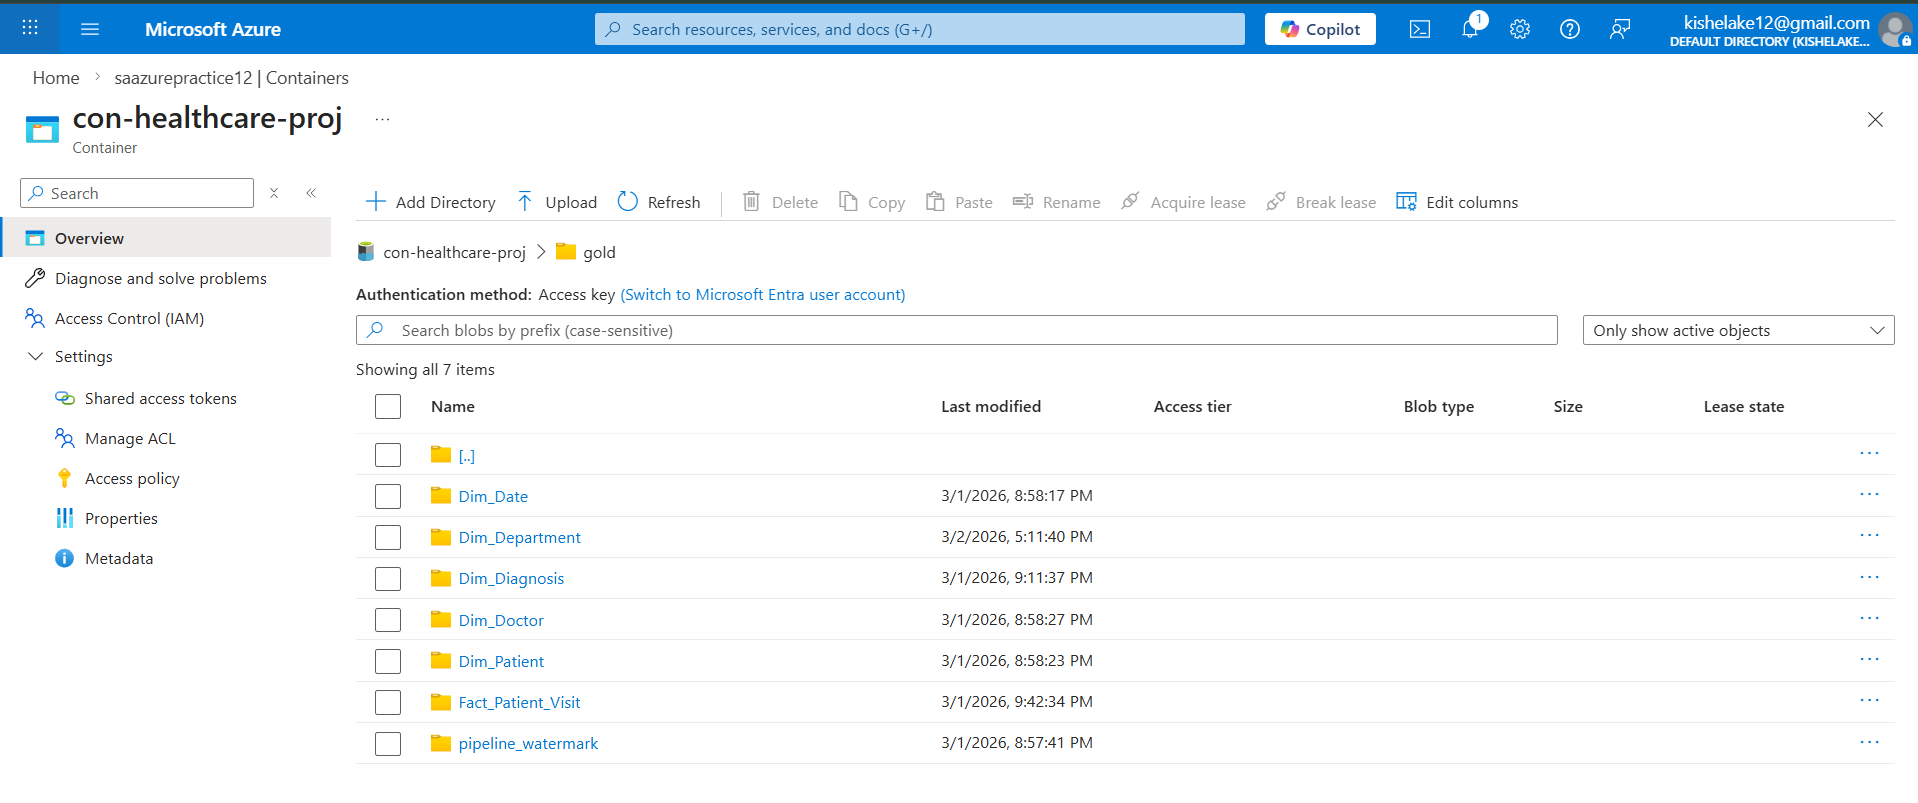 Microsoft Azure
Search resources, services, and docs (G+/)
Copilot
1
kishelake12@gmail.com
DEFAULT DIRECTORY (KISHELAKE...
Home > saazurepractice12 | Containers
con-healthcare-proj ...
Container
Search
Add Directory Upload Refresh Delete Copy Paste Rename Acquire lease Break lease Edit columns
Overview
Diagnose and solve problems
Access Control (IAM)
Settings
Shared access tokens
Manage ACL
Access policy
Properties
Metadata
con-healthcare-proj > gold
Authentication method: Access key (Switch to Microsoft Entra user account)
Search blobs by prefix (case-sensitive)
Only show active objects
Showing all 7 items
Name Last modified Access tier Blob type Size Lease state
[..] ...
Dim_Date 3/1/2026, 8:58:17 PM ...
Dim_Department 3/2/2026, 5:11:40 PM ...
Dim_Diagnosis 3/1/2026, 9:11:37 PM ...
Dim_Doctor 3/1/2026, 8:58:27 PM ...
Dim_Patient 3/1/2026, 8:58:23 PM ...
Fact_Patient_Visit 3/1/2026, 9:42:34 PM ...
pipeline_watermark 3/1/2026, 8:57:41 PM ...